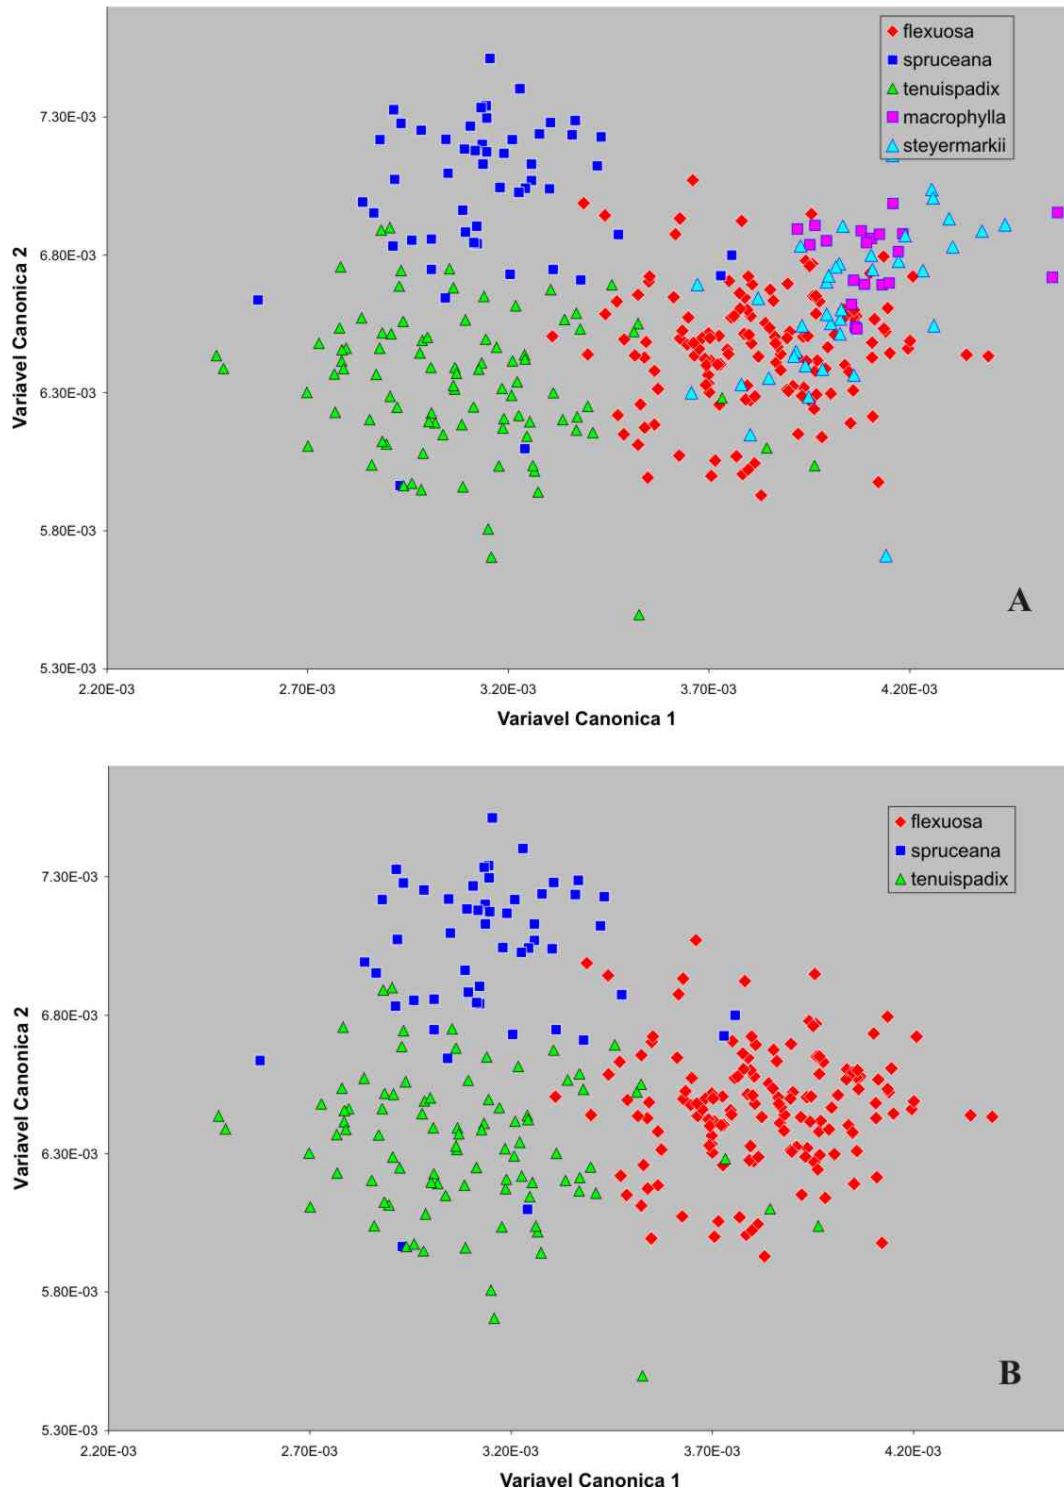 flexuosa
spruceana
tenuispadix
macrophylla
steyermarkii
7.30E-03
6.80E-03
6.30E-03
5.80E-03
5.30E-03
Variavel Canonica 2
A
2.20E-03 2.70E-03 3.20E-03 3.70E-03 4.20E-03
Variavel Canonica 1
flexuosa
spruceana
tenuispadix
7.30E-03
6.80E-03
6.30E-03
5.80E-03
5.30E-03
Variavel Canonica 2
B
2.20E-03 2.70E-03 3.20E-03 3.70E-03 4.20E-03
Variavel Canonica 1